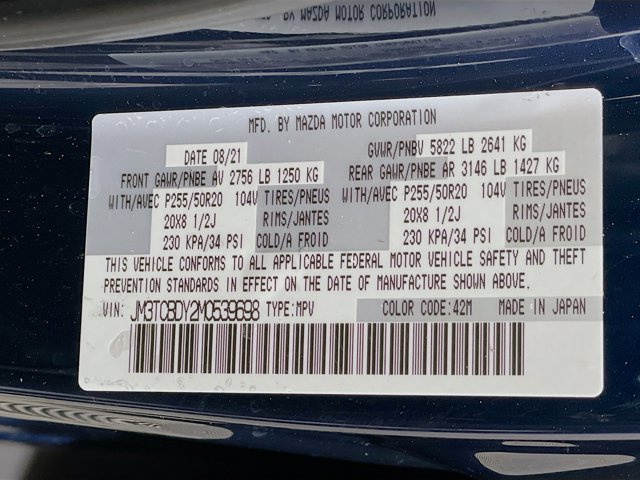 BY MAZDA MOTOR CORPORATION
MFD. BY MAZDA MOTOR CORPORATION
DATE 08/21 GVWR/PNBV 5822 LB 2641 KG
FRONT GAWR/PNBE AV 2756 LB 1250 KG REAR GAWR/PNBE AR 3146 LB 1427 KG
WITH/AVEC P255/50R20 104V TIRES/PNEUS WITH/AVEC P255/50R20 104V TIRES/PNEUS
20X8 1/2J RIMS/JANTES 20X8 1/2J RIMS/JANTES
230 KPA/34 PSI COLD/A FROID 230 KPA/34 PSI COLD/A FROID
THIS VEHICLE CONFORMS TO ALL APPLICABLE FEDERAL MOTOR VEHICLE SAFETY AND THEFT
PREVENTION STANDARDS IN EFFECT ON THE DATE OF MANUFACTURE SHOWN ABOVE.
VIN: JM3TCBDY2M0539698 TYPE:MPV COLOR CODE:42M MADE IN JAPAN